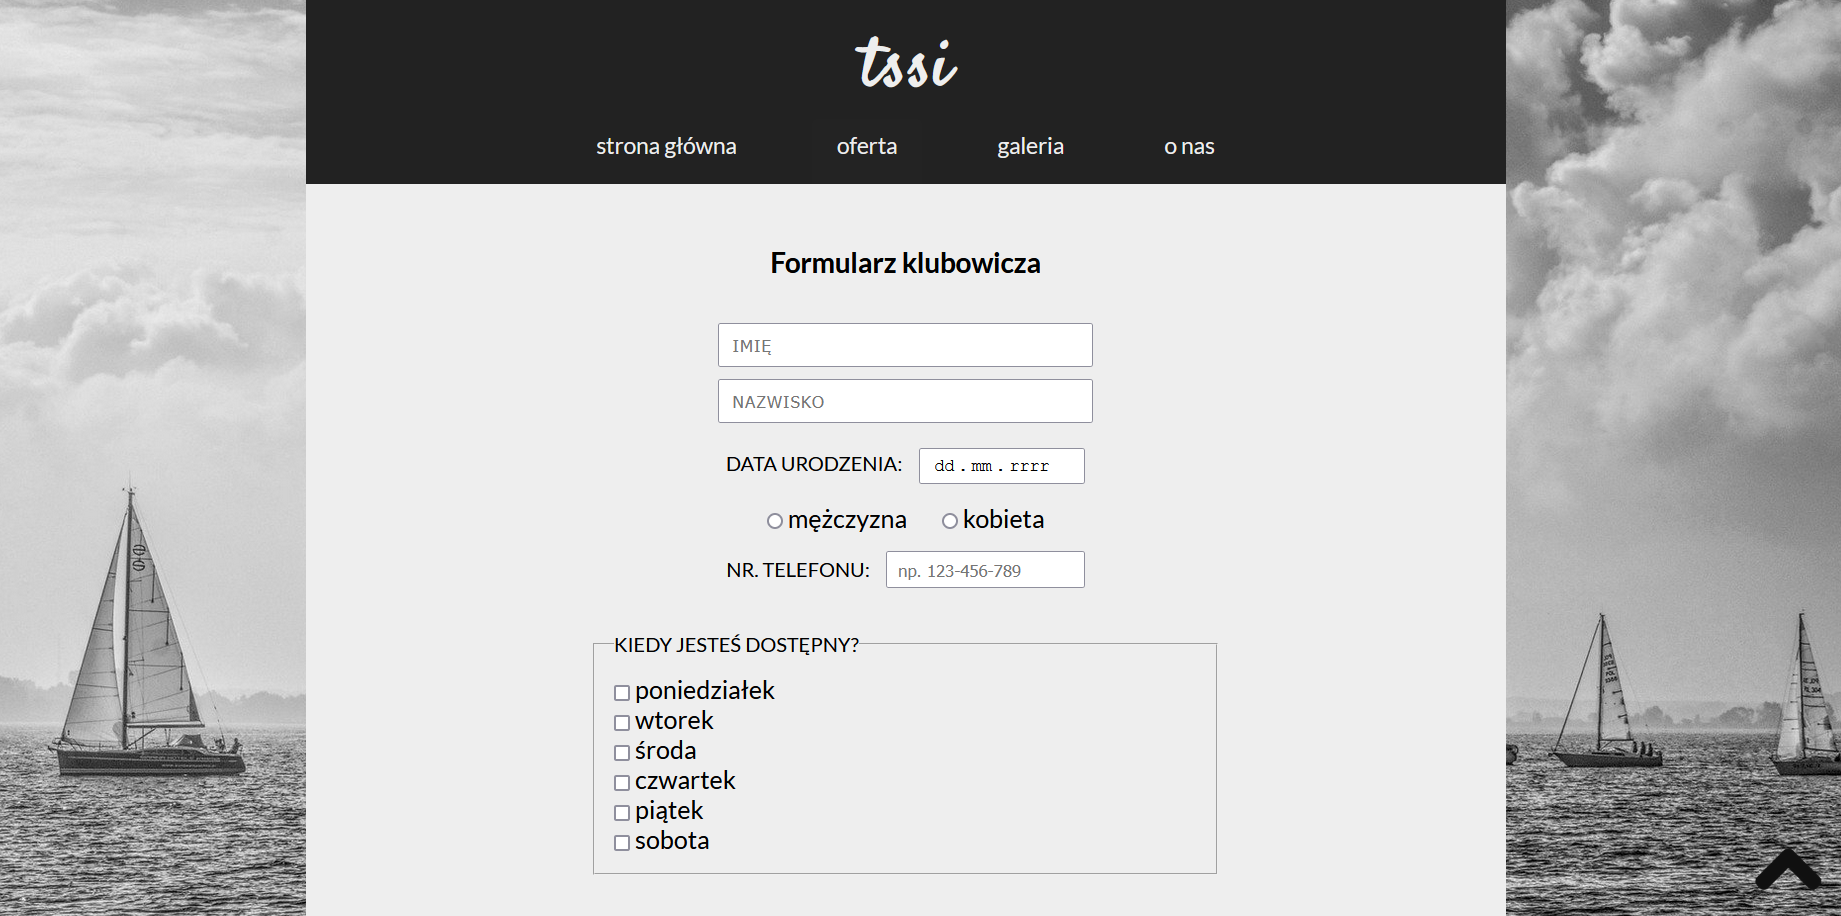 tssi
strona główna oferta galeria o nas
Formularz klubowicza
IMIĘ
NAZWISKO
DATA URODZENIA: dd.mm.rrrr
mężczyzna kobieta
NR. TELEFONU: np. 123-456-789
KIEDY JESTEŚ DOSTĘPNY?
poniedziałek
wtorek
środa
czwartek
piątek
sobota